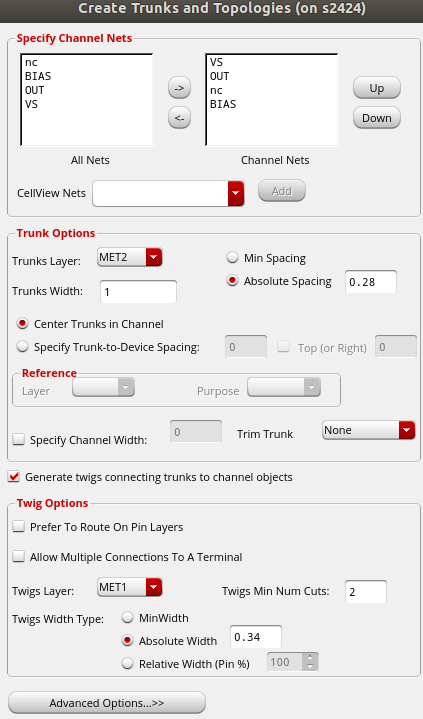 Create Trunks and Topologies (on s2424)
Specify Channel Nets
nc
BIAS
OUT
VS
->
<-
VS
OUT
nc
BIAS
Up
Down
All Nets
Channel Nets
CellView Nets
Add
Trunk Options
Trunks Layer: MET2
Min Spacing
Absolute Spacing 0.28
Trunks Width: 1
Center Trunks in Channel
Specify Trunk-to-Device Spacing: 0 Top (or Right) 0
Reference
Layer Purpose
Specify Channel Width: 0 Trim Trunk None
Generate twigs connecting trunks to channel objects
Twig Options
Prefer To Route On Pin Layers
Allow Multiple Connections To A Terminal
Twigs Layer: MET1 Twigs Min Num Cuts: 2
Twigs Width Type: MinWidth
Absolute Width 0.34
Relative Width (Pin %) 100
Advanced Options...>>